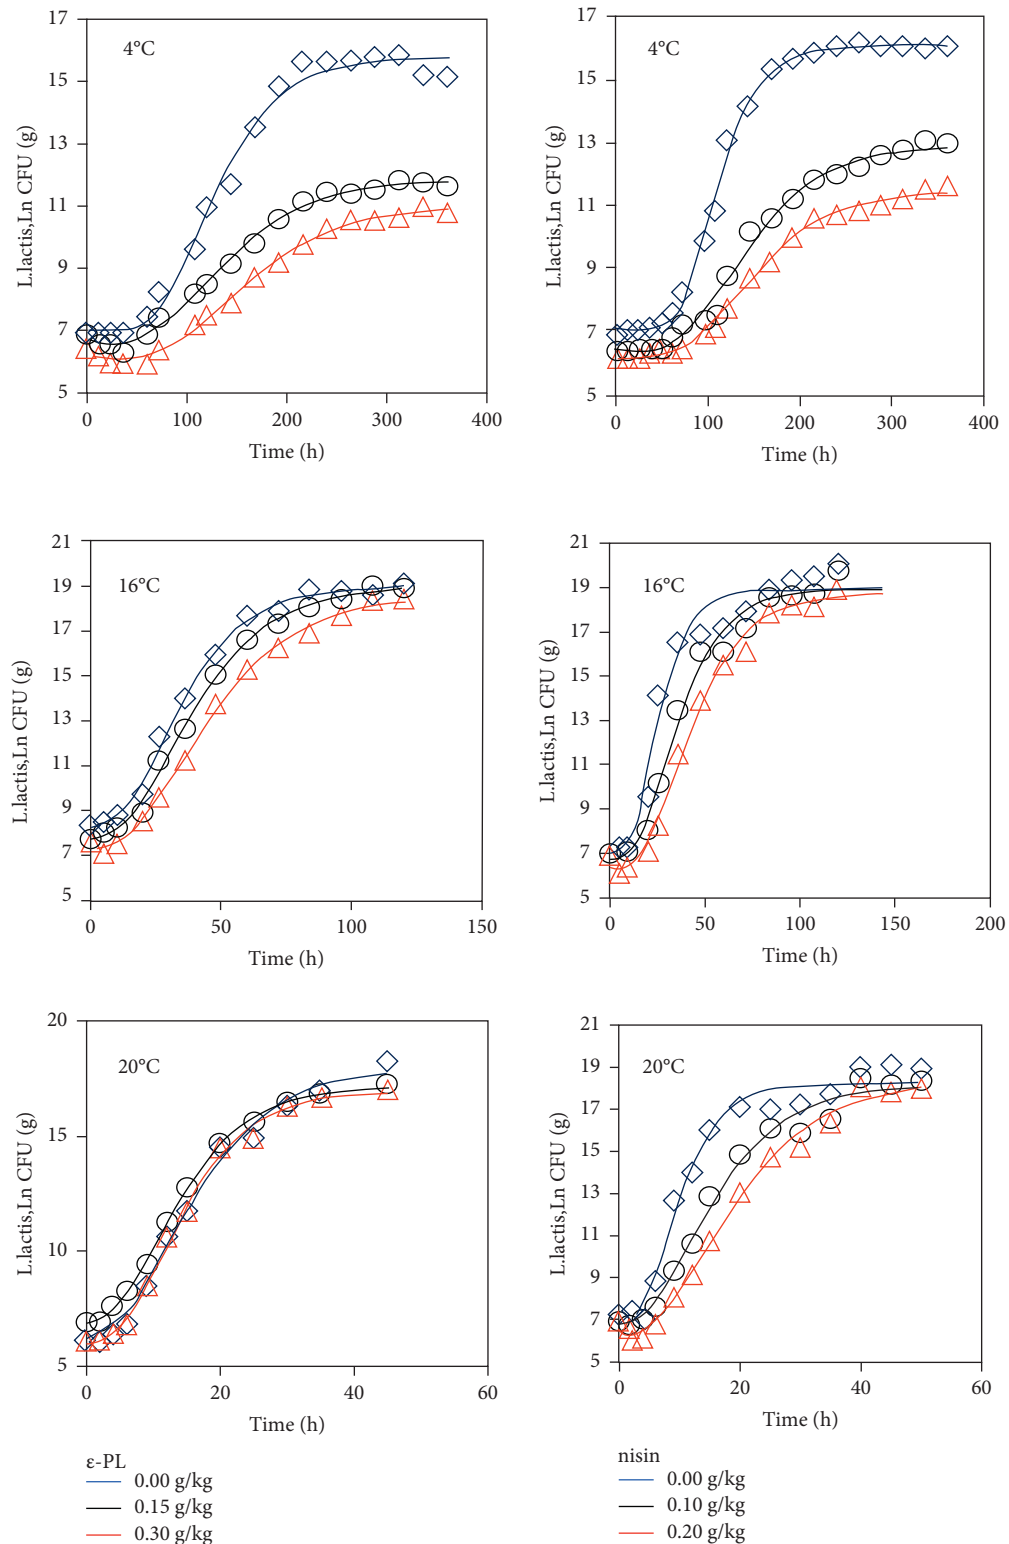 17
15
13
11
9
7
5
L.lactis,Ln CFU (g)
4°C
0
100
200
300
400
Time (h)
17
15
13
11
9
7
5
L.lactis,Ln CFU (g)
4°C
0
100
200
300
400
Time (h)
21
19
17
15
13
11
9
7
5
L.lactis,Ln CFU (g)
16°C
0
50
100
150
Time (h)
21
19
17
15
13
11
9
7
5
L.lactis,Ln CFU (g)
16°C
0
50
100
150
200
Time (h)
20
15
10
5
L.lactis,Ln CFU (g)
20°C
0
20
40
60
Time (h)
21
19
17
15
13
11
9
7
5
L.lactis,Ln CFU (g)
20°C
0
20
40
60
Time (h)
ε-PL
0.00 g/kg
0.15 g/kg
0.30 g/kg
nisin
0.00 g/kg
0.10 g/kg
0.20 g/kg